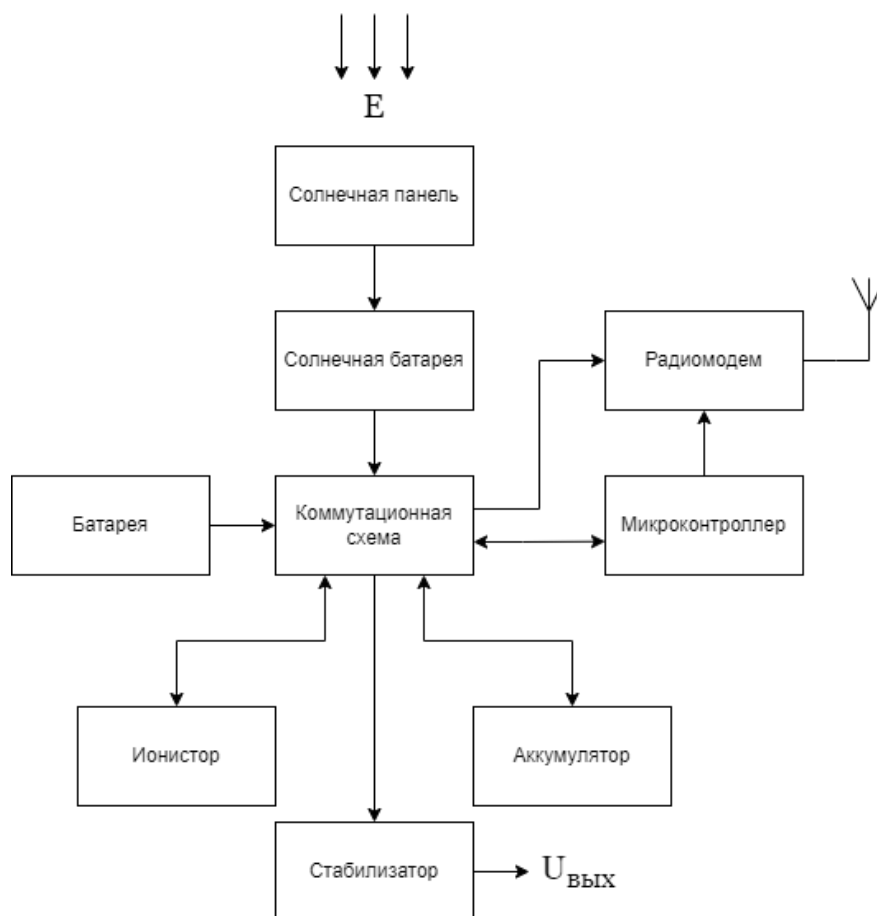 E
Солнечная панель
Солнечная батарея
Радиомодем
Батарея
Коммутационная
схема
Микроконтроллер
Ионистор
Аккумулятор
Стабилизатор
Uвых